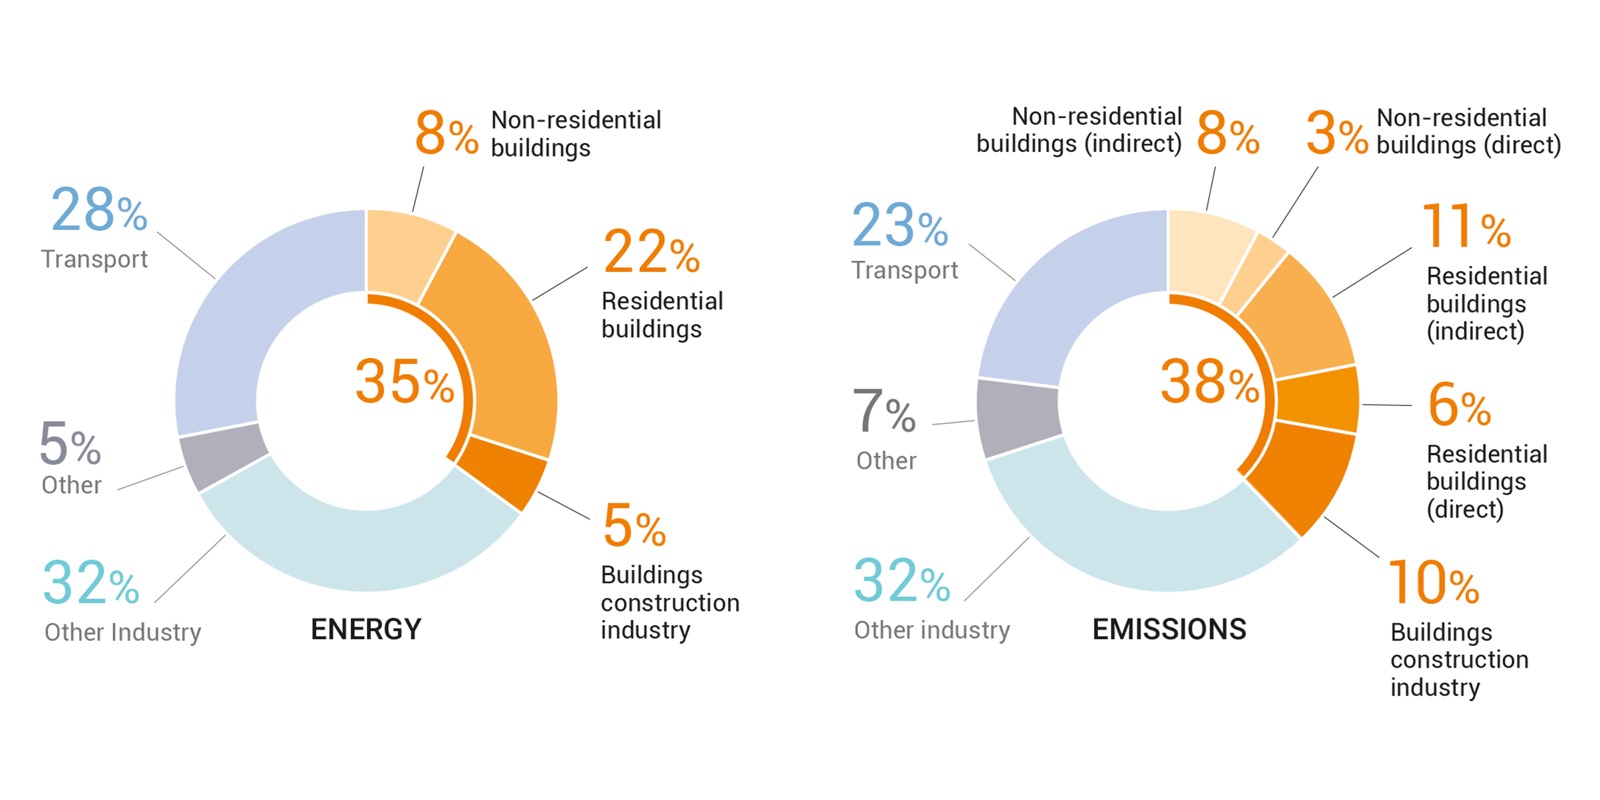 8% Non-residential
buildings
28%
Transport
22%
Residential
buildings
35%
5%
Other
5%
Buildings
construction
industry
32%
Other Industry
ENERGY
Non-residential
buildings (indirect) 8%
3% Non-residential
buildings (direct)
23%
Transport
11%
Residential
buildings
(indirect)
38%
7%
Other
6%
Residential
buildings
(direct)
32%
Other industry
10%
Buildings
construction
industry
EMISSIONS